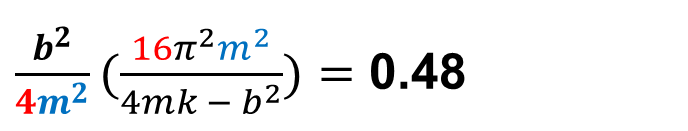 b²/4m² (16π²m²/4mk − b²) = 0.48